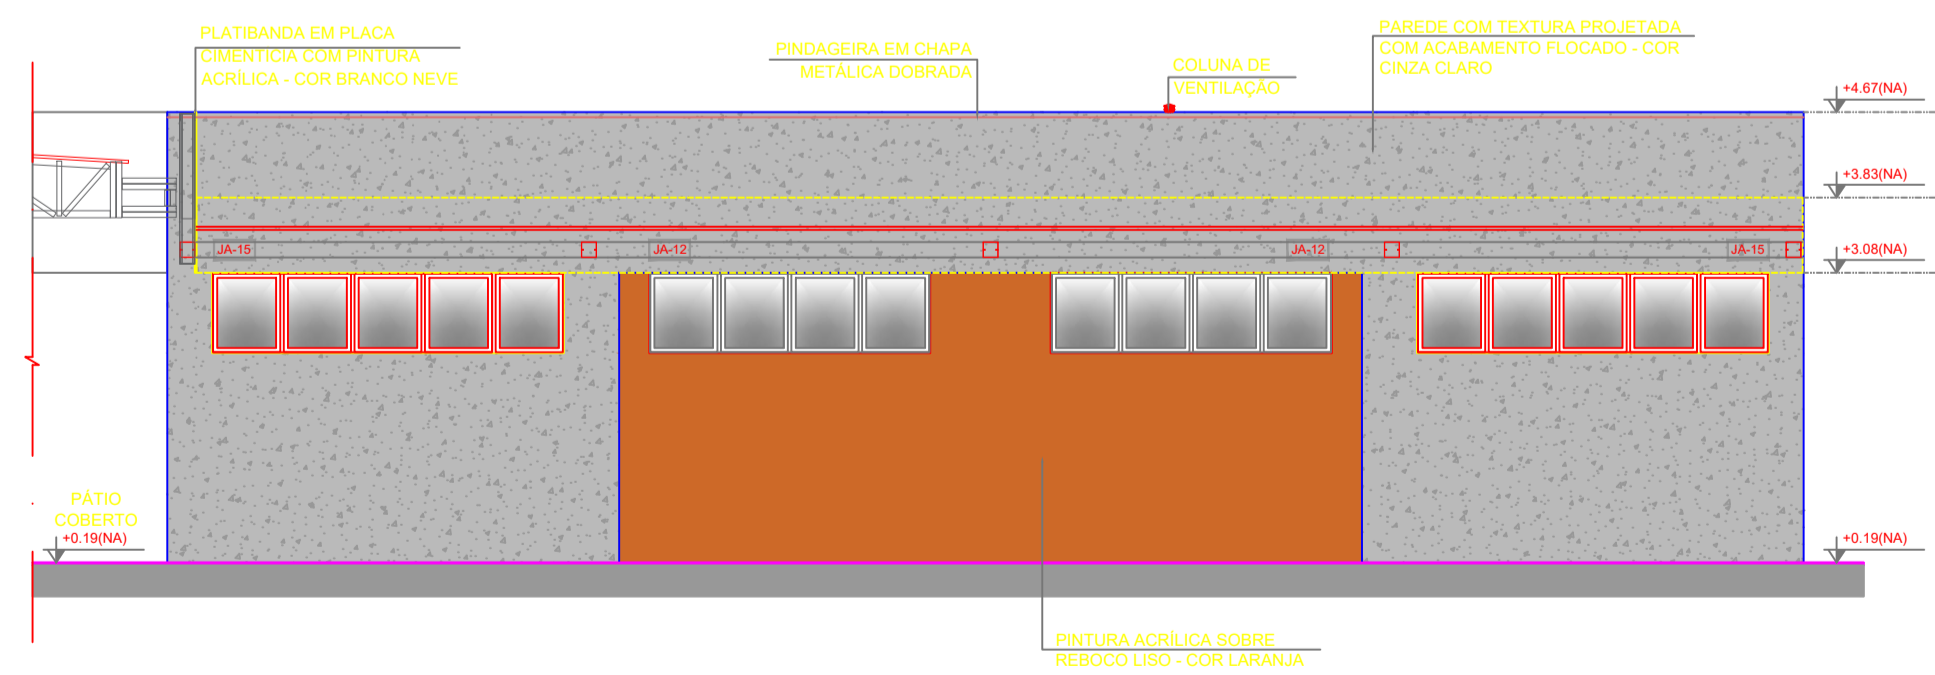 PLATIBANDA EM PLACA
CIMENTÍCIA COM PINTURA
ACRÍLICA - COR BRANCO NEVE
PINDAGEIRA EM CHAPA
METÁLICA DOBRADA
COLUNA DE
VENTILAÇÃO
PAREDE COM TEXTURA PROJETADA
COM ACABAMENTO FLOCADO - COR
CINZA CLARO
+4.67(NA)
+3.83(NA)
+3.08(NA)
JA-15
JA-12
JA-12
JA-15
PÁTIO
COBERTO
+0.19(NA)
+0.19(NA)
PINTURA ACRÍLICA SOBRE
REBOCO LISO - COR LARANJA